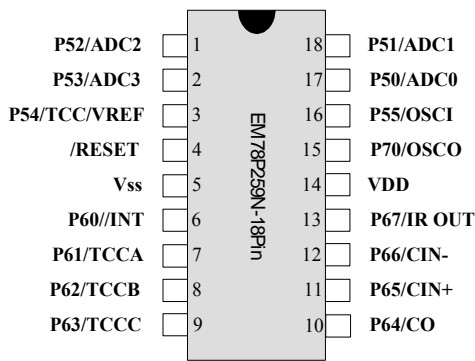 P52/ADC2 1 18 P51/ADC1
P53/ADC3 2 17 P50/ADC0
P54/TCC/VREF 3 16 P55/OSCI
/RESET 4 15 P70/OSCO
Vss 5 14 VDD
P60//INT 6 13 P67/IR OUT
P61/TCCA 7 12 P66/CIN-
P62/TCCB 8 11 P65/CIN+
P63/TCCC 9 10 P64/CO
EM78P259N-18Pin